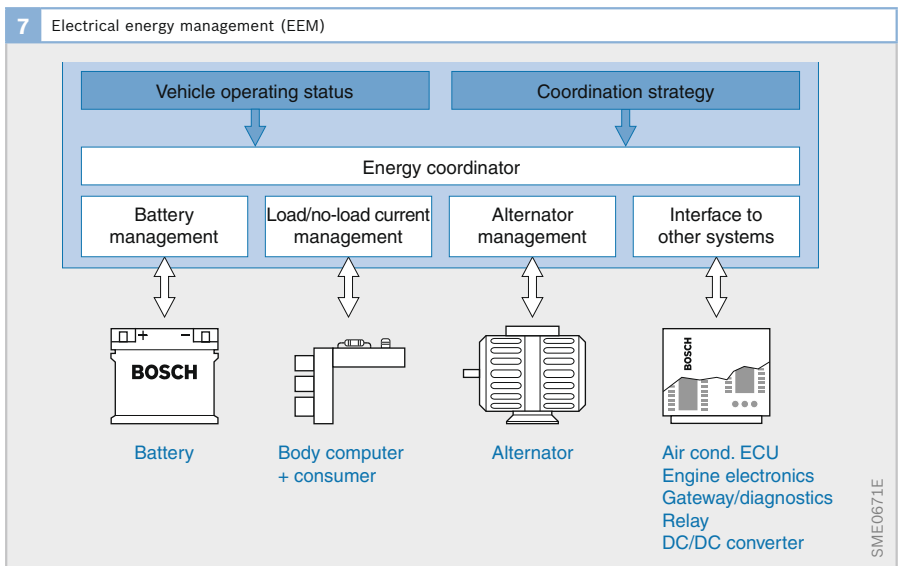 7 Electrical energy management (EEM)
Vehicle operating status
Coordination strategy
Energy coordinator
Battery
management
Load/no-load current
management
Alternator
management
Interface to
other systems
+ −
BOSCH
BOSCH
Battery
Body computer
+ consumer
Alternator
Air cond. ECU
Engine electronics
Gateway/diagnostics
Relay
DC/DC converter
SME0671E